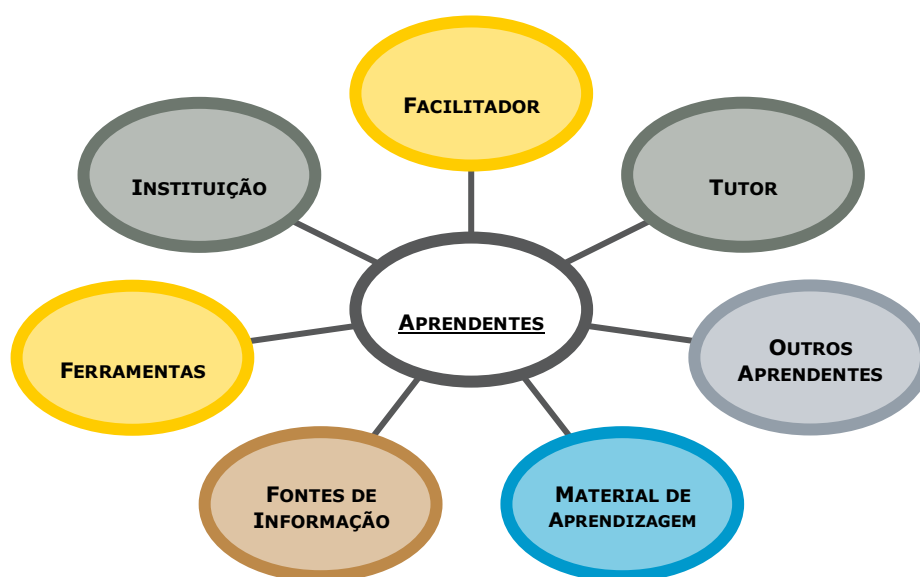 FACILITADOR
INSTITUIÇÃO
TUTOR
APRENDENTES
OUTROS
APRENDENTES
FERRAMENTAS
FONTES DE
INFORMAÇÃO
MATERIAL DE
APRENDIZAGEM